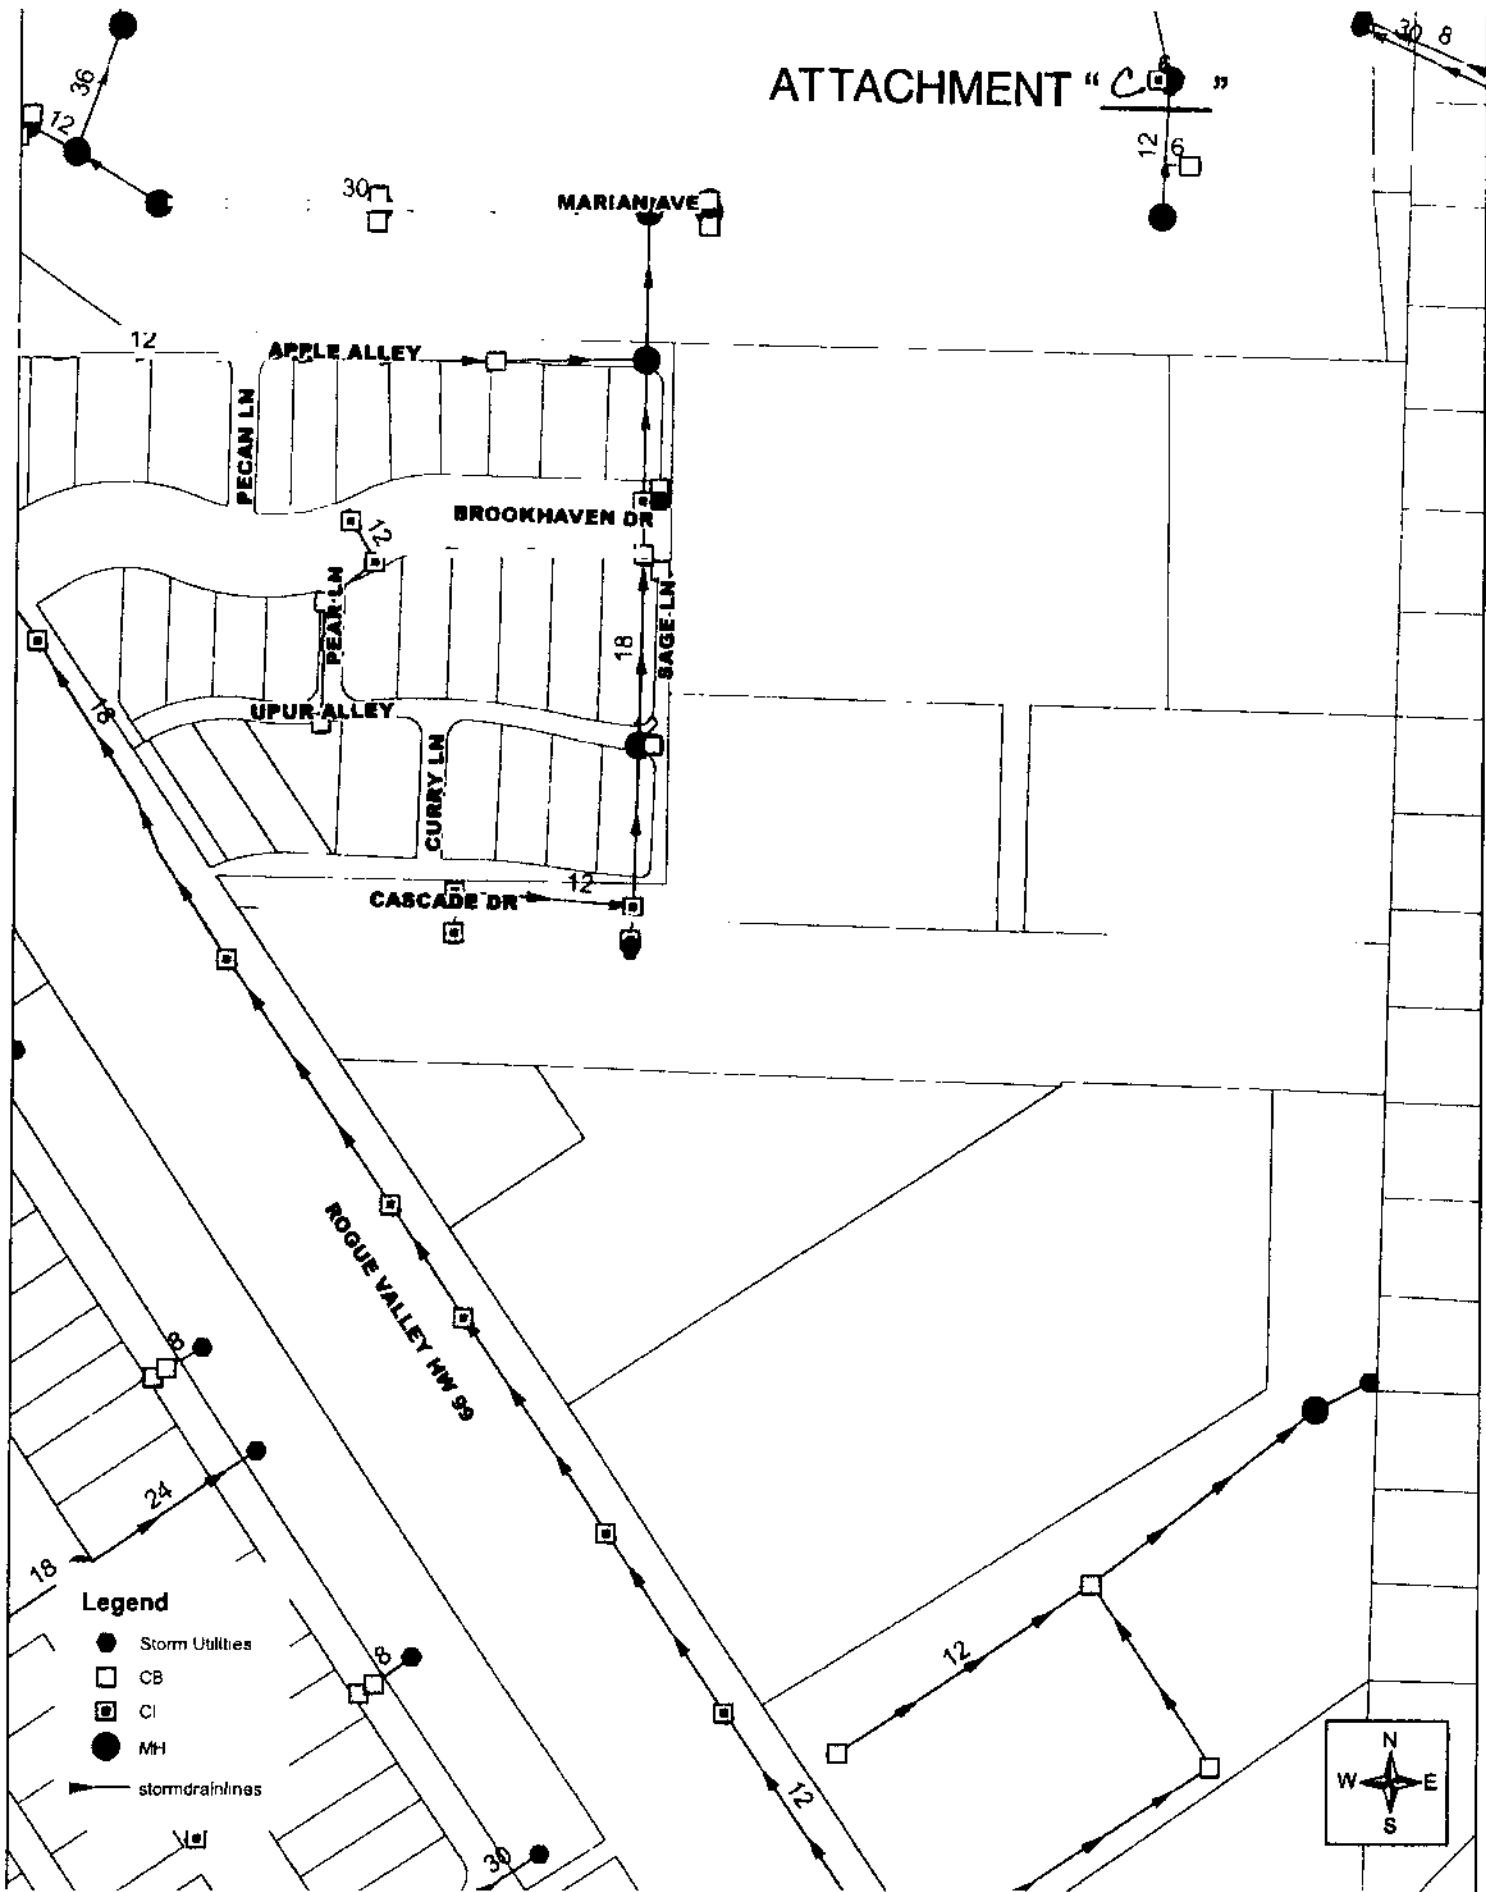 36
30 8
ATTACHMENT " C "
6
12
12
6
30
MARIAN AVE
12
APPLE ALLEY
PECAN LN
BROOKHAVEN DR
12
PEAR LN
18
SAGE LN
18
UPUR ALLEY
CURRY LN
12
CASCADE DR
ROGUE VALLEY HW 99
8
24
18
Legend
Storm Utilities
CB
CI
MH
stormdrainlines
8
12
12
30
N
W E
S